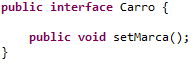 public interface Carro {
public void setMarca();
}